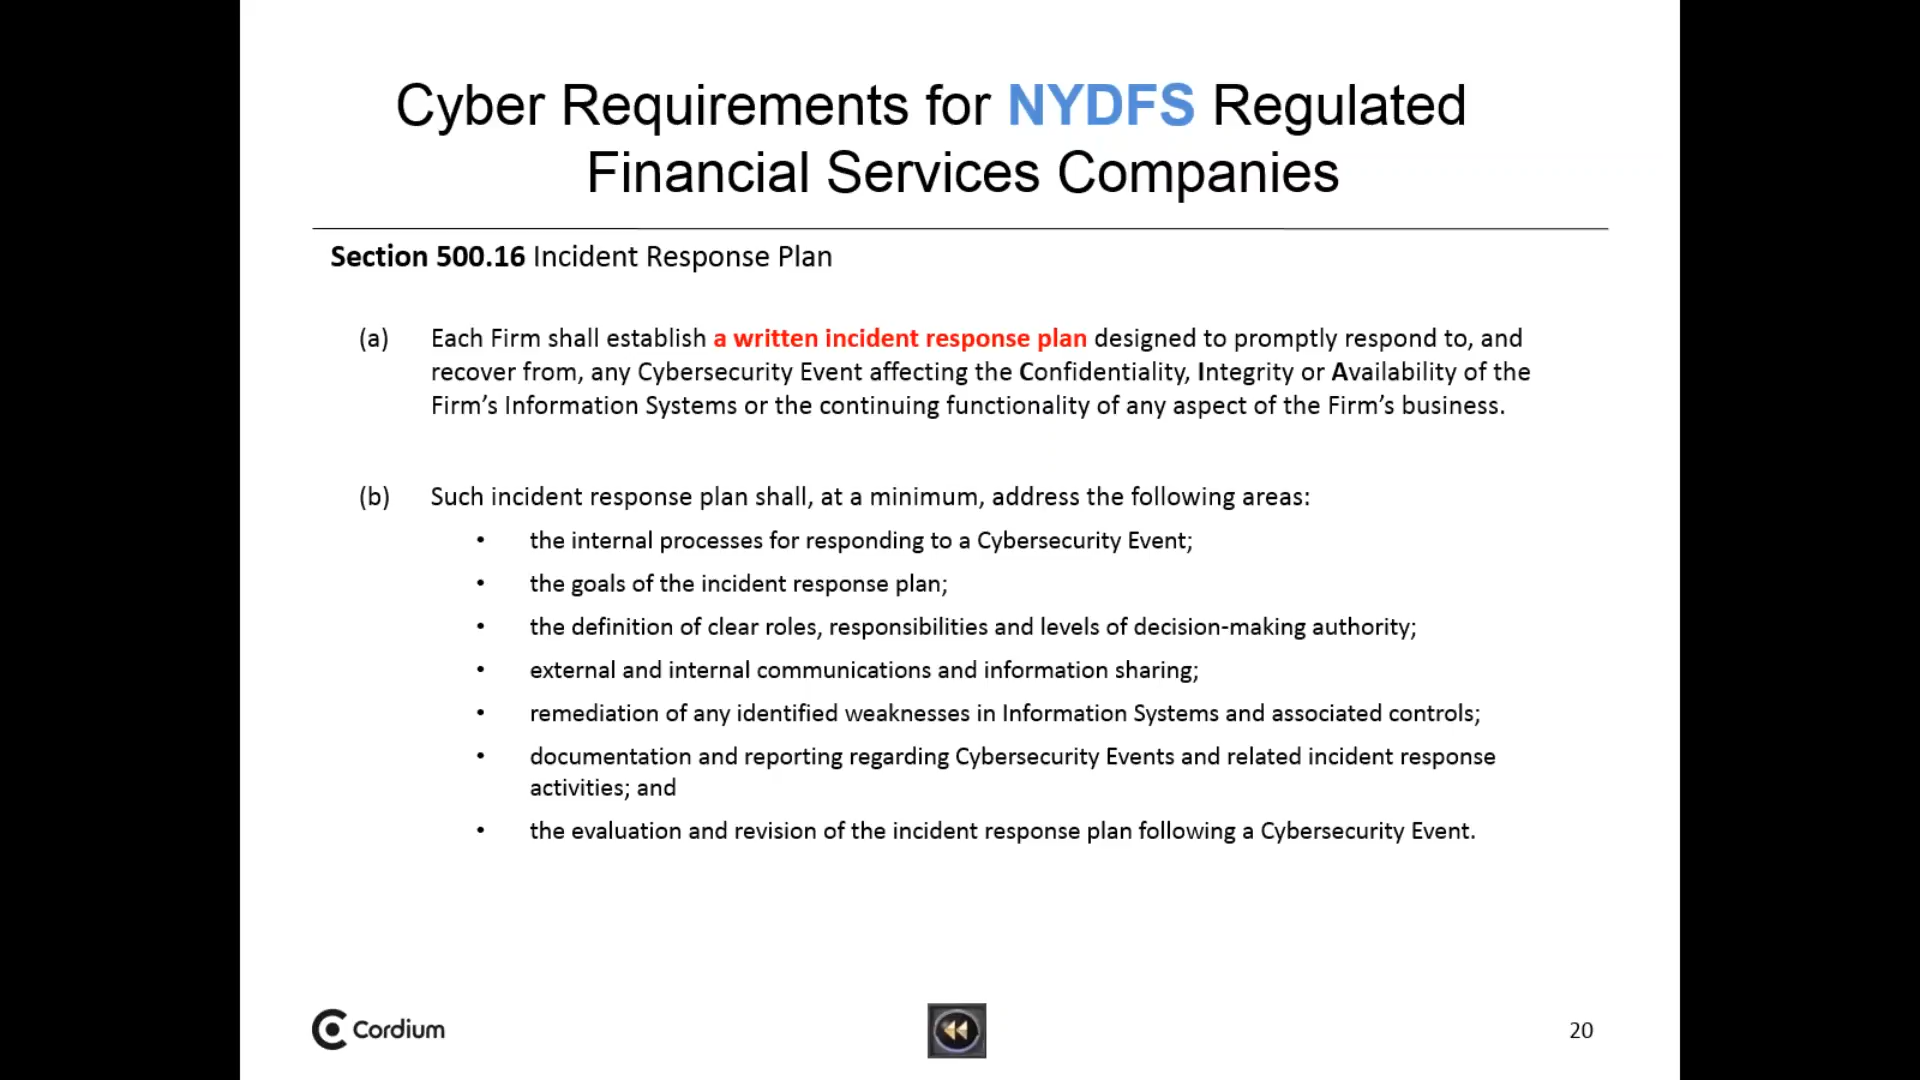 Cyber Requirements for NYDFS Regulated
Financial Services Companies
Section 500.16 Incident Response Plan
(a) Each Firm shall establish a written incident response plan designed to promptly respond to, and
recover from, any Cybersecurity Event affecting the Confidentiality, Integrity or Availability of the
Firm’s Information Systems or the continuing functionality of any aspect of the Firm’s business.
(b) Such incident response plan shall, at a minimum, address the following areas:
• the internal processes for responding to a Cybersecurity Event;
• the goals of the incident response plan;
• the definition of clear roles, responsibilities and levels of decision-making authority;
• external and internal communications and information sharing;
• remediation of any identified weaknesses in Information Systems and associated controls;
• documentation and reporting regarding Cybersecurity Events and related incident response
activities; and
• the evaluation and revision of the incident response plan following a Cybersecurity Event.
Cordium
20